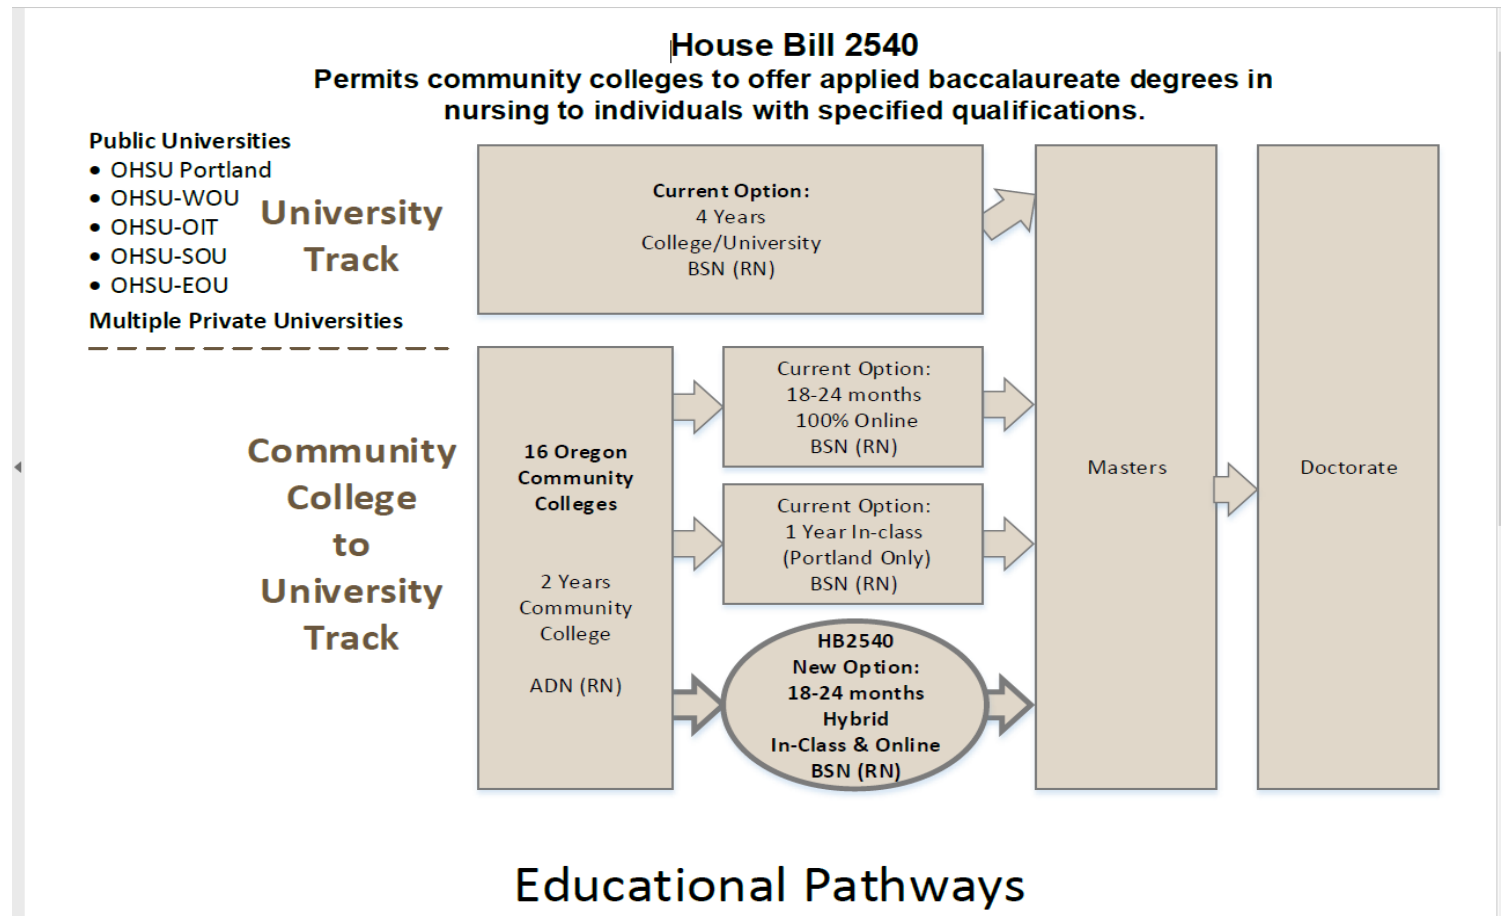 House Bill 2540
Permits community colleges to offer applied baccalaureate degrees in
nursing to individuals with specified qualifications.
Public Universities
• OHSU Portland
• OHSU-WOU
• OHSU-OIT
• OHSU-SOU
• OHSU-EOU
Multiple Private Universities
University
Track
Current Option:
4 Years
College/University
BSN (RN)
Community
College
to
University
Track
16 Oregon
Community
Colleges
2 Years
Community
College
ADN (RN)
Current Option:
18-24 months
100% Online
BSN (RN)
Current Option:
1 Year In-class
(Portland Only)
BSN (RN)
HB2540
New Option:
18-24 months
Hybrid
In-Class & Online
BSN (RN)
Masters
Doctorate
Educational Pathways